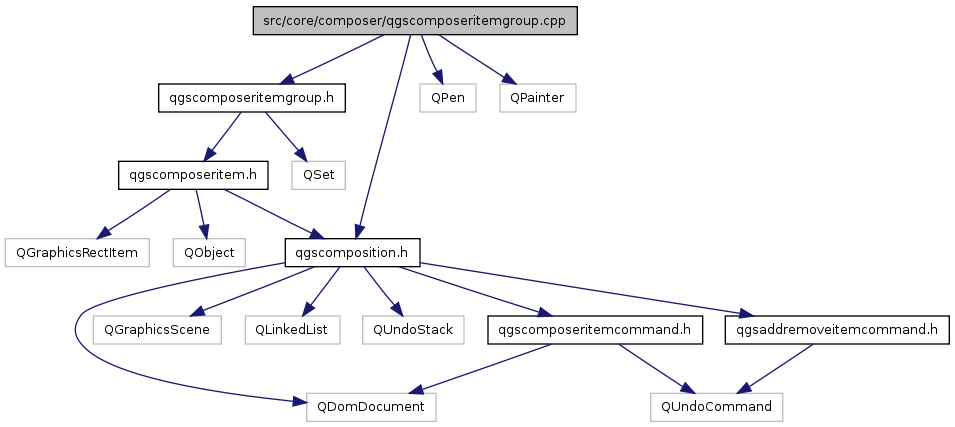 src/core/composer/qgscomposeritemgroup.cpp
qgscomposeritemgroup.h
QPen
QPainter
qgscomposeritem.h
QSet
QGraphicsRectItem
QObject
qgscomposition.h
QGraphicsScene
QLinkedList
QUndoStack
qgscomposeritemcommand.h
qgsaddremoveitemcommand.h
QDomDocument
QUndoCommand